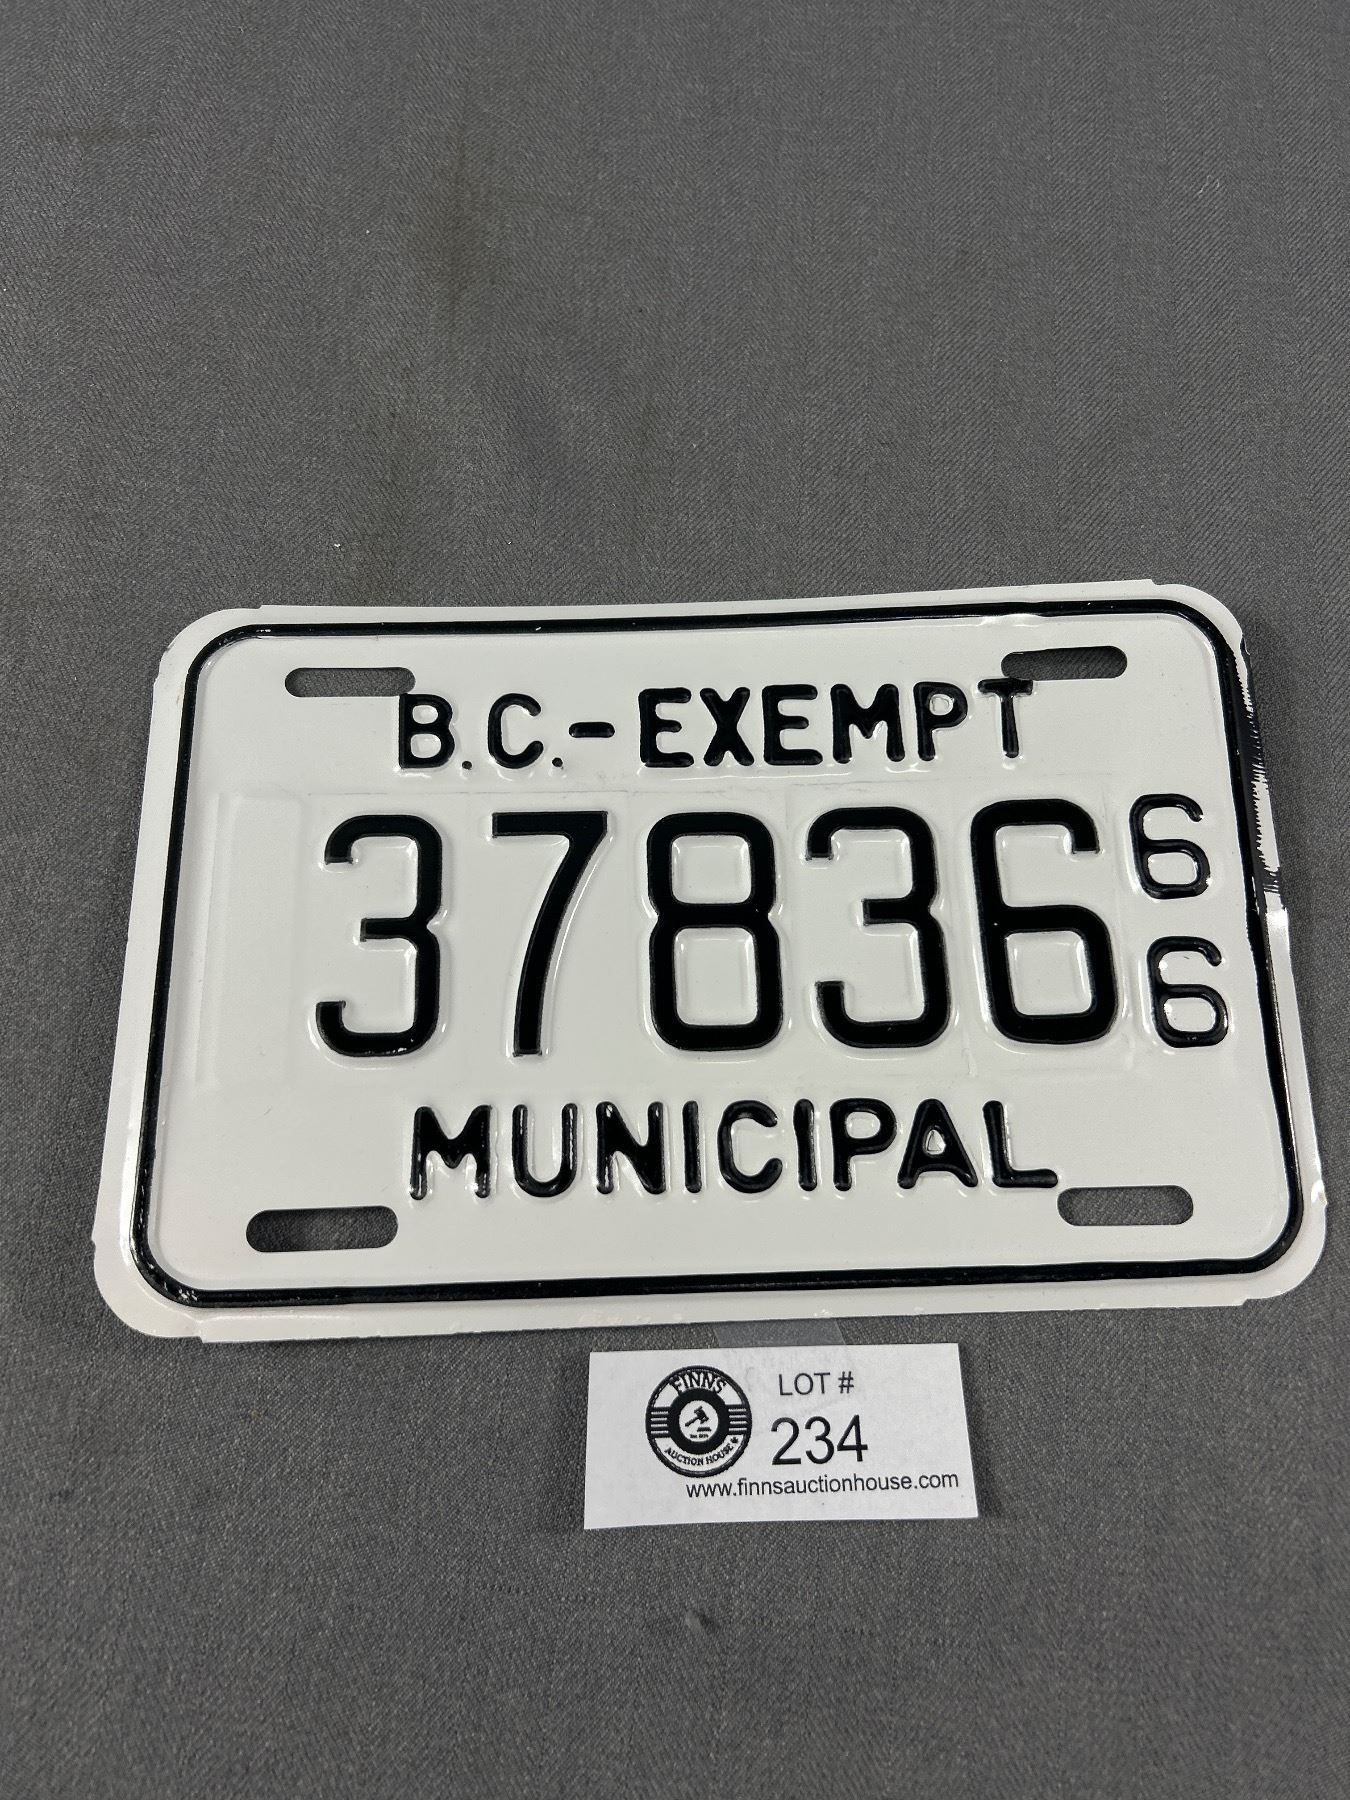 B.C.-EXEMPT
37836 66
MUNICIPAL
FINNS
AUCTION HOUSE
LOT #
234
www.finnsauctionhouse.com